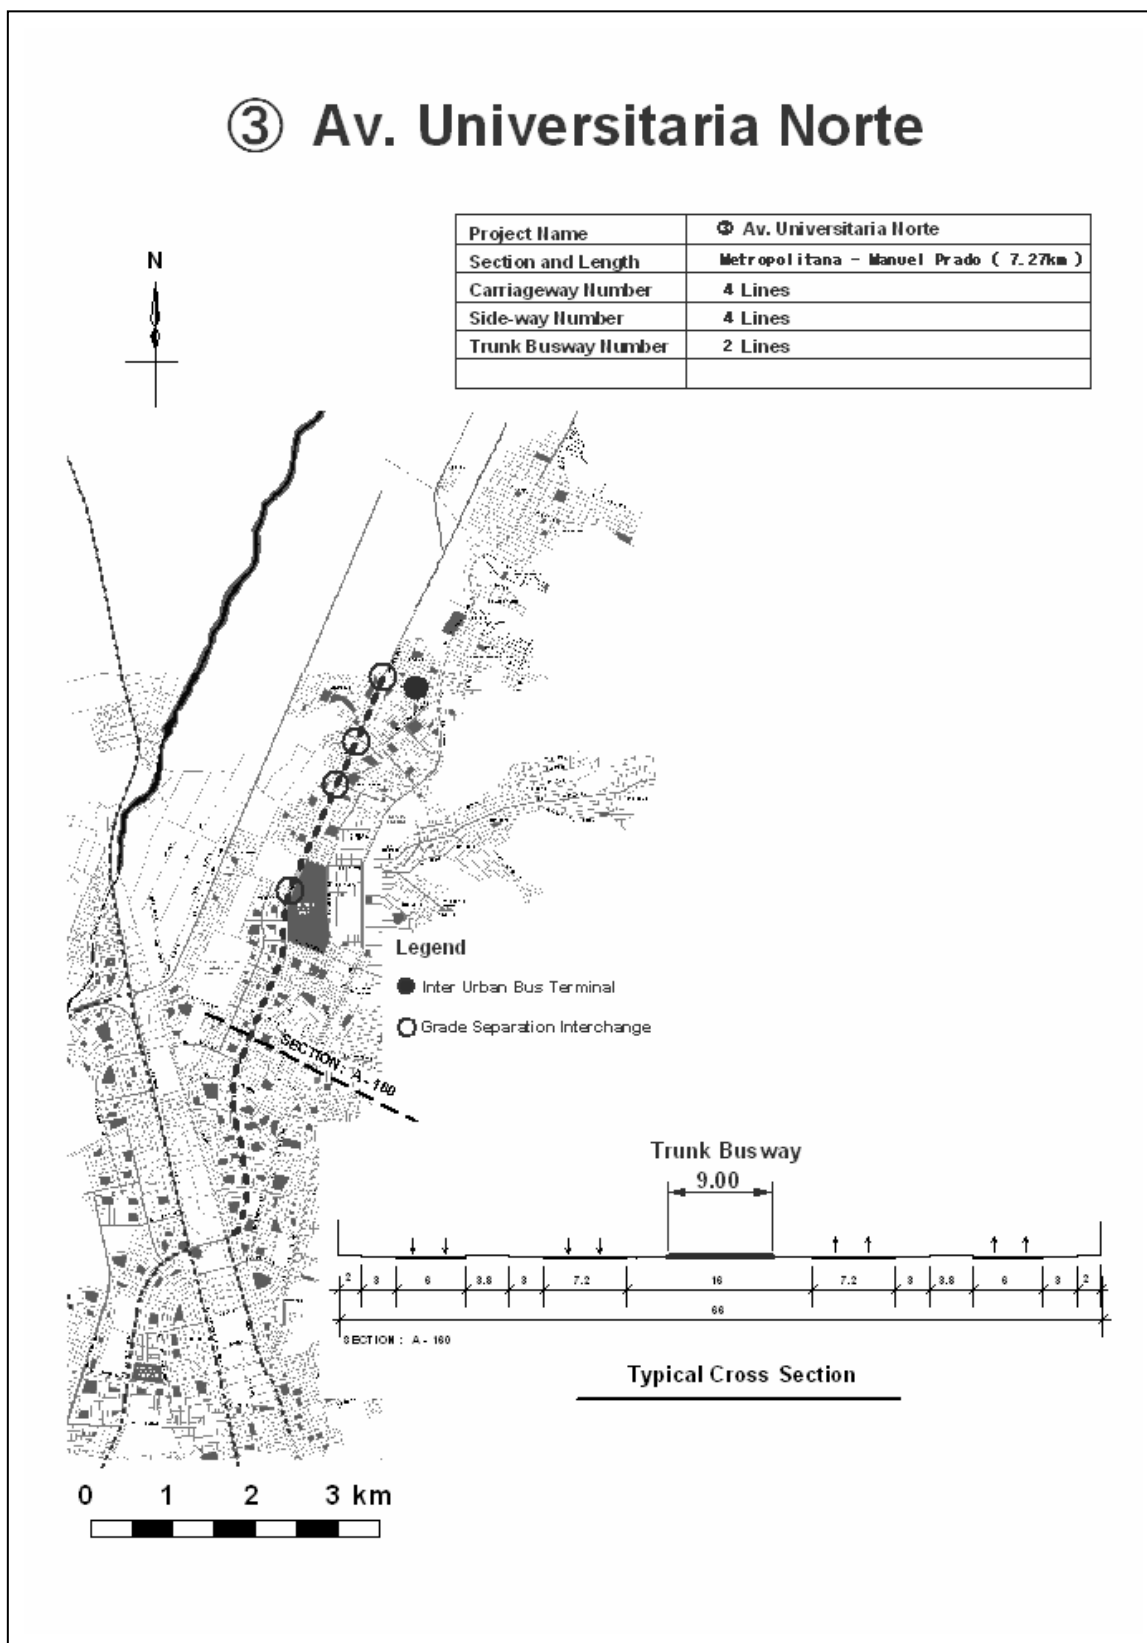 ③ Av. Universitaria Norte
Project Name ③ Av. Universitaria Norte
Section and Length Metropolitana - Manuel Prado ( 7.27km )
Carriageway Number 4 Lines
Side-way Number 4 Lines
Trunk Busway Number 2 Lines
N
Legend
Inter Urban Bus Terminal
Grade Separation Interchange
SECTION : A - 160
Trunk Busway
9.00
2 3 6 3.8 3 7.2 16 7.2 3 3.8 6 3 2
66
SECTION : A - 160
Typical Cross Section
0 1 2 3 km